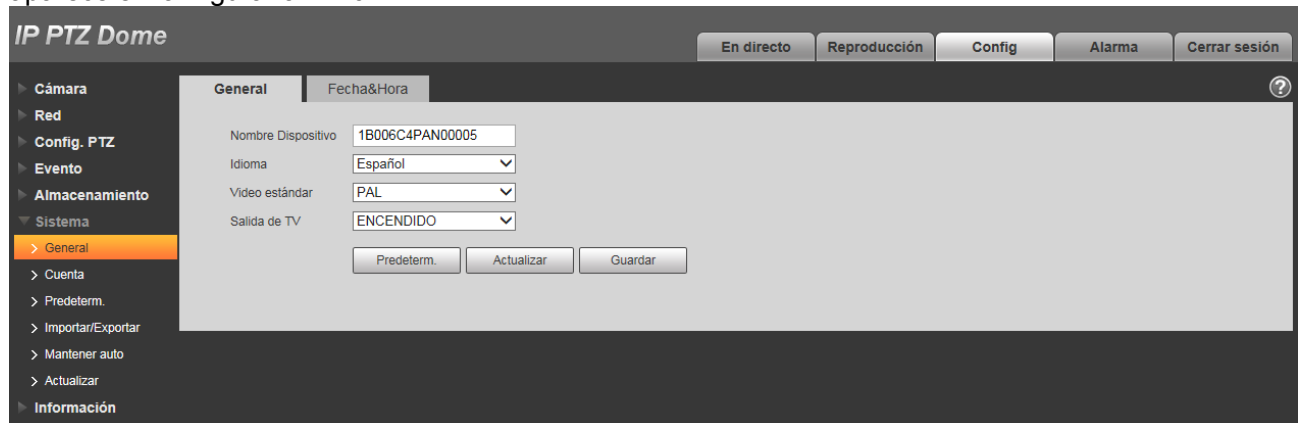 IP PTZ Dome
En directo
Reproducción
Config
Alarma
Cerrar sesión
Cámara
Red
Config. PTZ
Evento
Almacenamiento
Sistema
General
Cuenta
Predeterm.
Importar/Exportar
Mantener auto
Actualizar
Información
General
Fecha&Hora
?
Nombre Dispositivo
1B006C4PAN00005
Idioma
Español
Video estándar
PAL
Salida de TV
ENCENDIDO
Predeterm.
Actualizar
Guardar